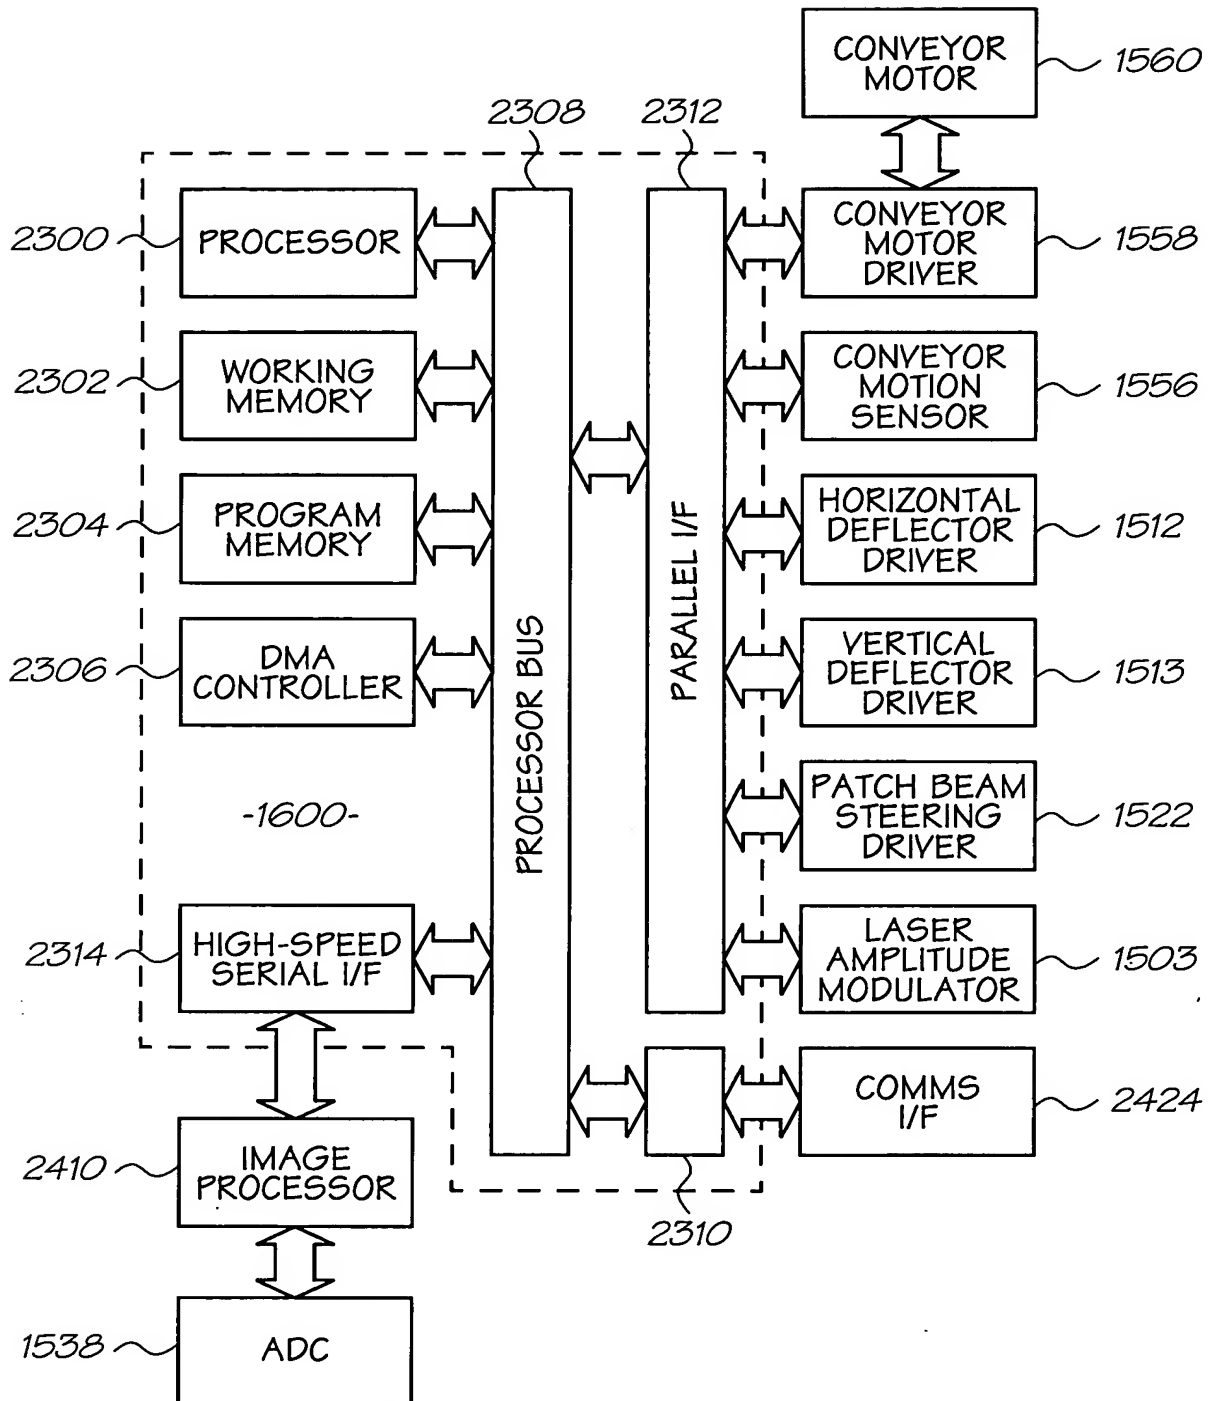 CONVEYOR
MOTOR
1560
2308
2312
2300
PROCESSOR
CONVEYOR
MOTOR
DRIVER
1558
2302
WORKING
MEMORY
CONVEYOR
MOTION
SENSOR
1556
2304
PROGRAM
MEMORY
HORIZONTAL
DEFLECTOR
DRIVER
1512
2306
DMA
CONTROLLER
PROCESSOR BUS
PARALLEL I/F
VERTICAL
DEFLECTOR
DRIVER
1513
-1600-
PATCH BEAM
STEERING
DRIVER
1522
2314
HIGH-SPEED
SERIAL I/F
LASER
AMPLITUDE
MODULATOR
1503
COMMS
I/F
2424
2410
IMAGE
PROCESSOR
2310
1538
ADC